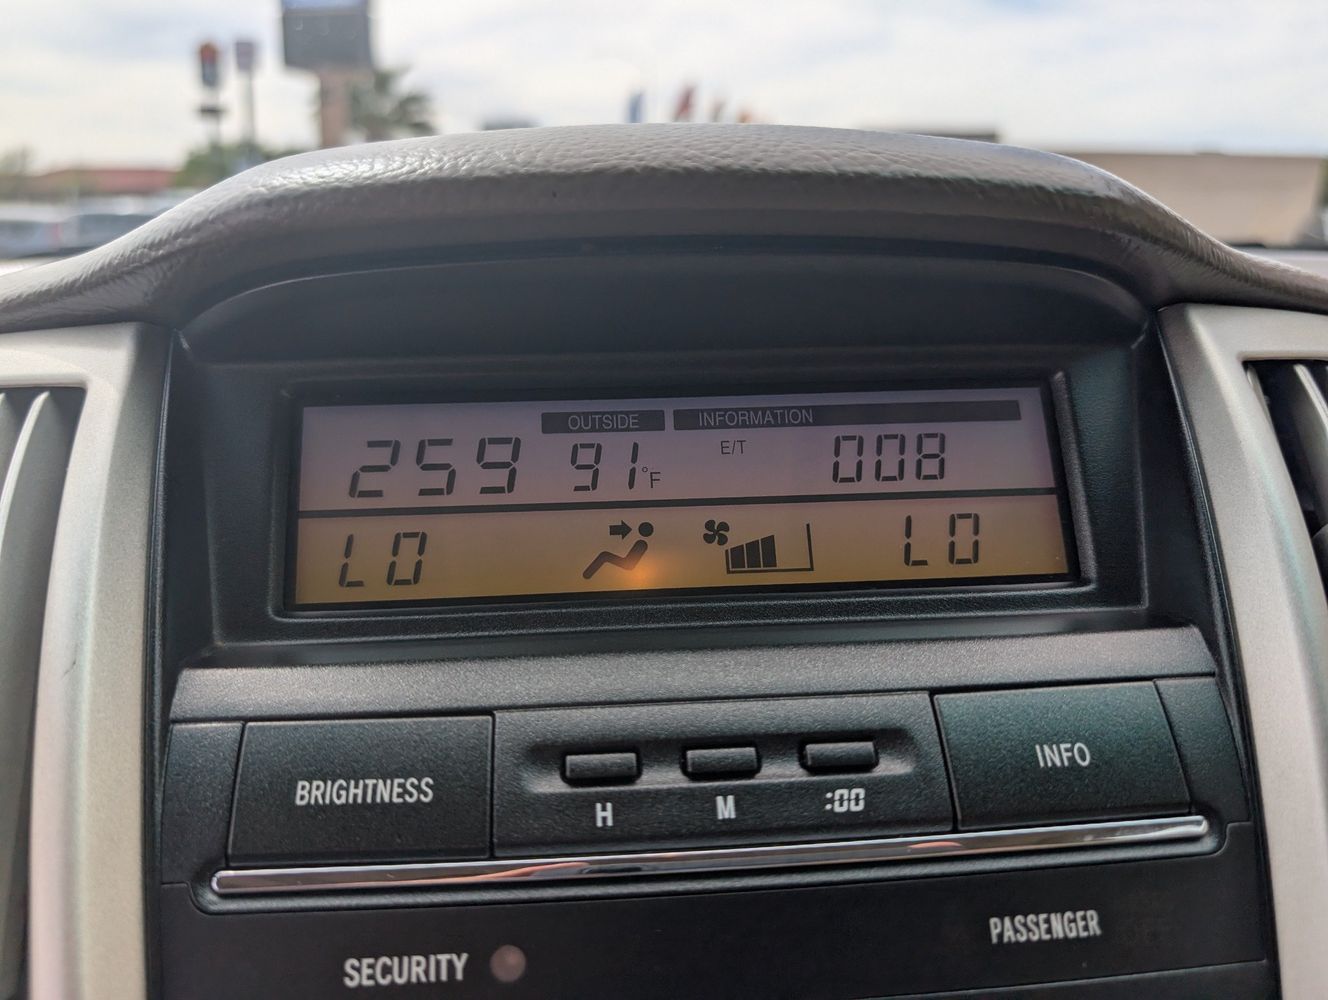 OUTSIDE INFORMATION
259 91°F E/T 008
LO LO
BRIGHTNESS H M :00 INFO
SECURITY PASSENGER